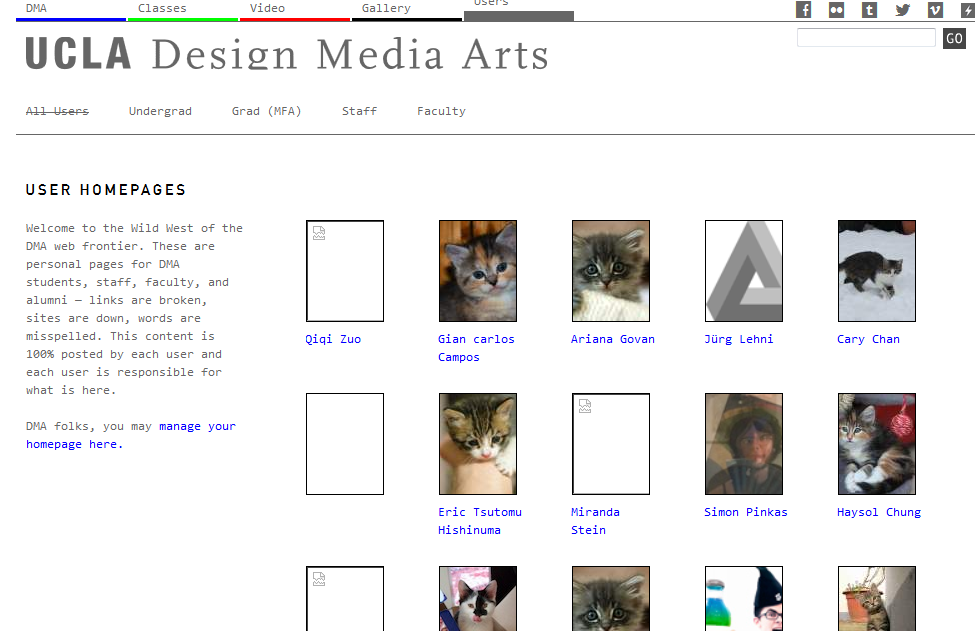 DMA Classes Video Gallery Users
f t v
GO
UCLA Design Media Arts
All Users Undergrad Grad (MFA) Staff Faculty
USER HOMEPAGES
Welcome to the Wild West of the
DMA web frontier. These are
personal pages for DMA
students, staff, faculty, and
alumni — links are broken,
sites are down, words are
misspelled. This content is
100% posted by each user and
each user is responsible for
what is here.
DMA folks, you may manage your
homepage here.
Qiqi Zuo
Gian carlos
Campos
Ariana Govan
Jürg Lehni
Cary Chan
Eric Tsutomu
Hishinuma
Miranda
Stein
Simon Pinkas
Haysol Chung